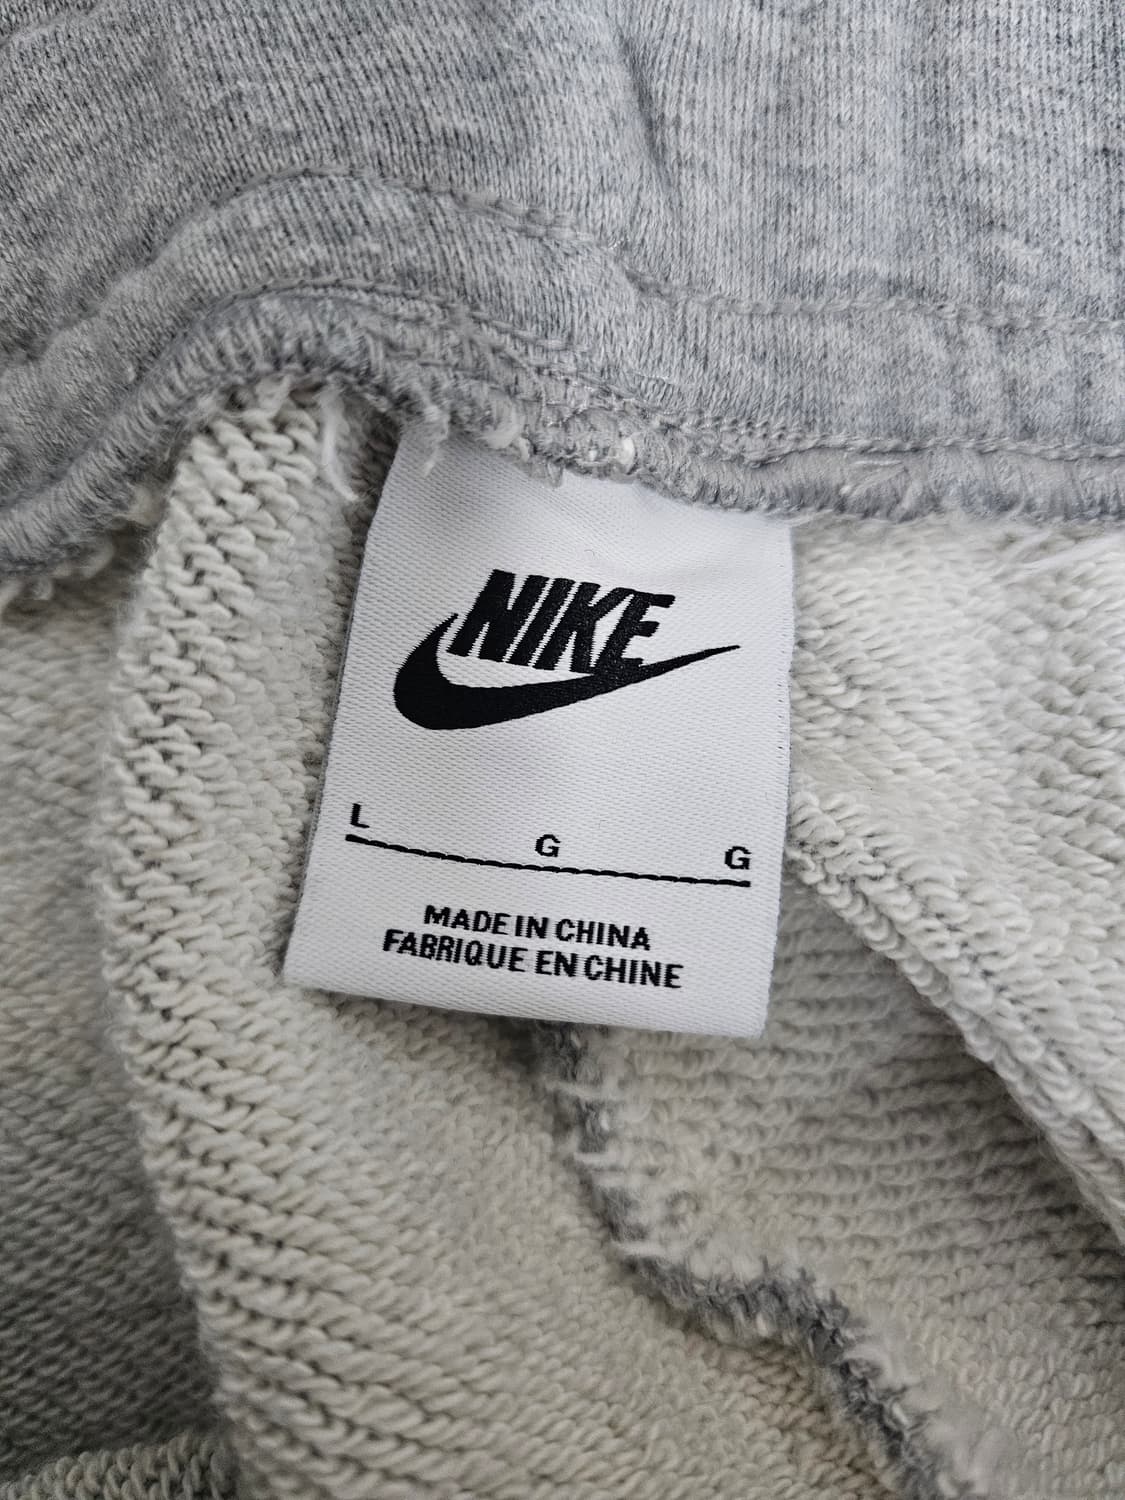 NIKE
L G G
MADE IN CHINA
FABRIQUE EN CHINE